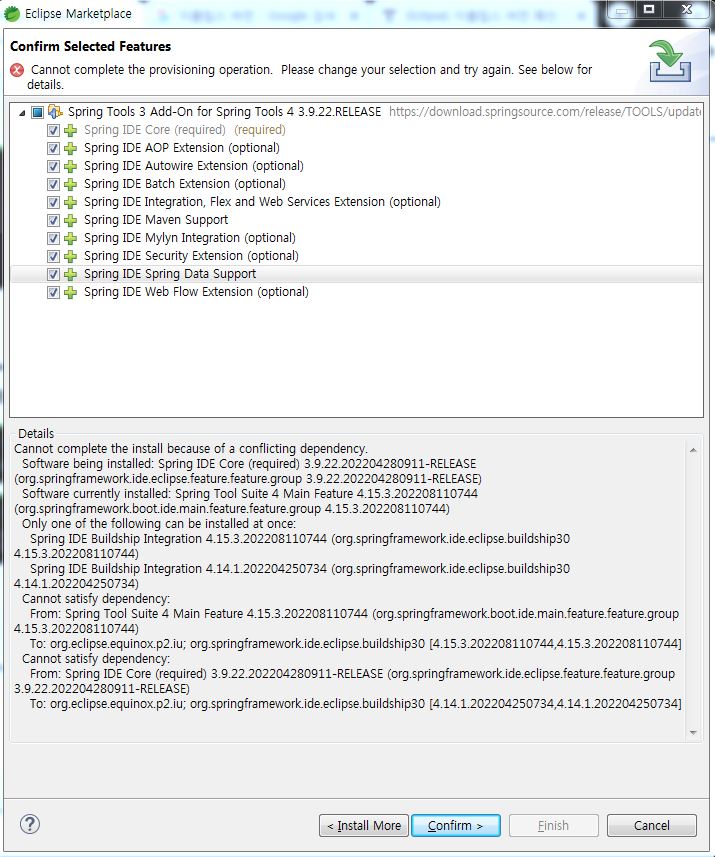 Eclipse Marketplace
Confirm Selected Features
Cannot complete the provisioning operation.  Please change your selection and try again. See below for
details.
Spring Tools 3 Add-On for Spring Tools 4 3.9.22.RELEASE   https://download.springsource.com/release/TOOLS/update
Spring IDE Core (required)  (required)
Spring IDE AOP Extension (optional)
Spring IDE Autowire Extension (optional)
Spring IDE Batch Extension (optional)
Spring IDE Integration, Flex and Web Services Extension (optional)
Spring IDE Maven Support
Spring IDE Mylyn Integration (optional)
Spring IDE Security Extension (optional)
Spring IDE Spring Data Support
Spring IDE Web Flow Extension (optional)
Details
Cannot complete the install because of a conflicting dependency.
Software being installed: Spring IDE Core (required) 3.9.22.202204280911-RELEASE
(org.springframework.ide.eclipse.feature.feature.group 3.9.22.202204280911-RELEASE)
Software currently installed: Spring Tool Suite 4 Main Feature 4.15.3.202208110744
(org.springframework.boot.ide.main.feature.feature.group 4.15.3.202208110744)
Only one of the following can be installed at once:
Spring IDE Buildship Integration 4.15.3.202208110744 (org.springframework.ide.eclipse.buildship30
4.15.3.202208110744)
Spring IDE Buildship Integration 4.14.1.202204250734 (org.springframework.ide.eclipse.buildship30
4.14.1.202204250734)
Cannot satisfy dependency:
From: Spring Tool Suite 4 Main Feature 4.15.3.202208110744 (org.springframework.boot.ide.main.feature.feature.group
4.15.3.202208110744)
To: org.eclipse.equinox.p2.iu; org.springframework.ide.eclipse.buildship30 [4.15.3.202208110744,4.15.3.202208110744]
Cannot satisfy dependency:
From: Spring IDE Core (required) 3.9.22.202204280911-RELEASE (org.springframework.ide.eclipse.feature.feature.group
3.9.22.202204280911-RELEASE)
To: org.eclipse.equinox.p2.iu; org.springframework.ide.eclipse.buildship30 [4.14.1.202204250734,4.14.1.202204250734]
< Install More   Confirm >   Finish   Cancel